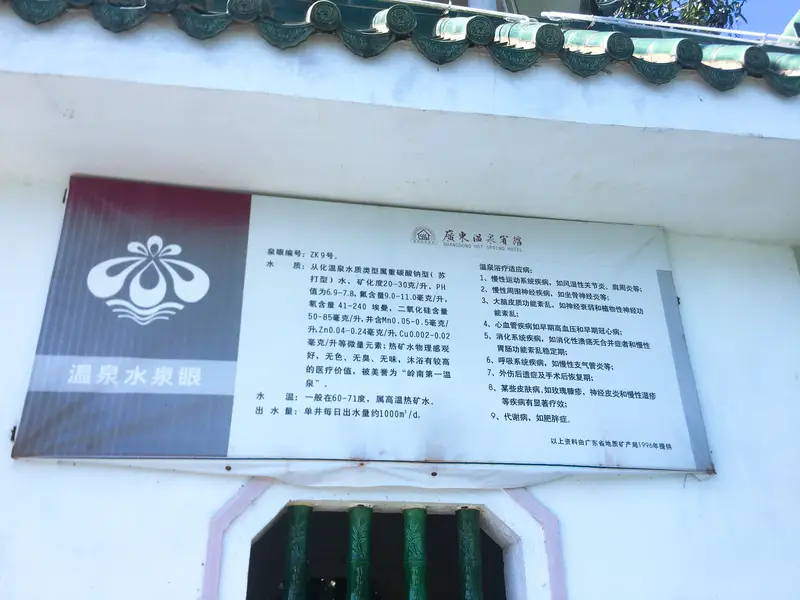 温泉水泉眼
廣東温泉賓館
GUANGDONG HOT SPRING HOTEL
泉眼编号：ZK9号。
水　质：从化温泉水质类型属重碳酸钠型（苏
打型）水，矿化度20-30克/升，PH
值为6.9-7.8，氟含量9.0-11.0毫克/升，
氡含量 41-240 埃曼，二氧化硅含量
50-85毫克/升，并含Mn0.05-0.5毫克/
升，Zn0.04-0.24毫克/升，Cu0.002-0.02
毫克/升等微量元素；热矿水物理感观
好，无色、无臭、无味，沐浴有较高
的医疗价值，被美誉为“岭南第一温
泉”。
水　温：一般在60-71度，属高温热矿水。
出 水 量：单井每日出水量约1000m³/d。
温泉浴疗适应病：
1、慢性运动系统疾病，如风湿性关节炎、肩周炎等；
2、慢性周围神经疾病，如坐骨神经炎等；
3、大脑皮质功能紊乱，如神经衰弱和植物性神经功
能紊乱；
4、心血管疾病如早期高血压和早期冠心病；
5、消化系统疾病，如消化性溃疡无合并症者和慢性
胃肠功能紊乱稳定期；
6、呼吸系统疾病，如慢性支气管炎等；
7、外伤后遗症及手术后恢复期；
8、某些皮肤病，如玫瑰糠疹，神经皮炎和慢性湿疹
等疾病有显著疗效；
9、代谢病，如肥胖症。
以上资料由广东省地质矿产局1996年提供